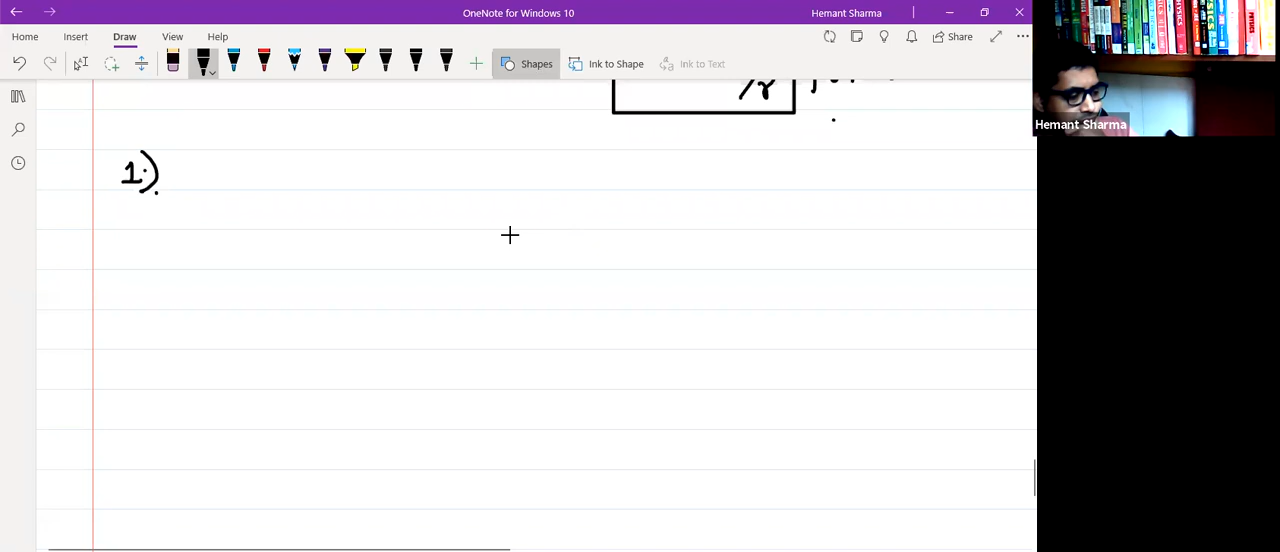 OneNote for Windows 10
Hemant Sharma
Home Insert Draw View Help
Share
Shapes Ink to Shape Ink to Text
Hemant Sharma
PHYSICS
/r
1.)